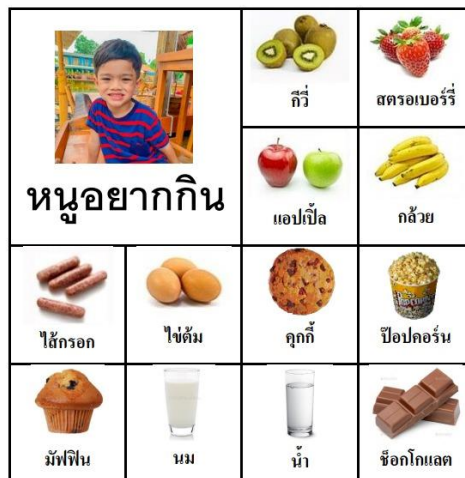 กีวี่
สตรอเบอร์รี่
หนูอยากกิน
แอปเปิ้ล
กล้วย
ไส้กรอก
ไข่ต้ม
คุกกี้
ป๊อปคอร์น
มัฟฟิน
นม
น้ำ
ช็อกโกแลต